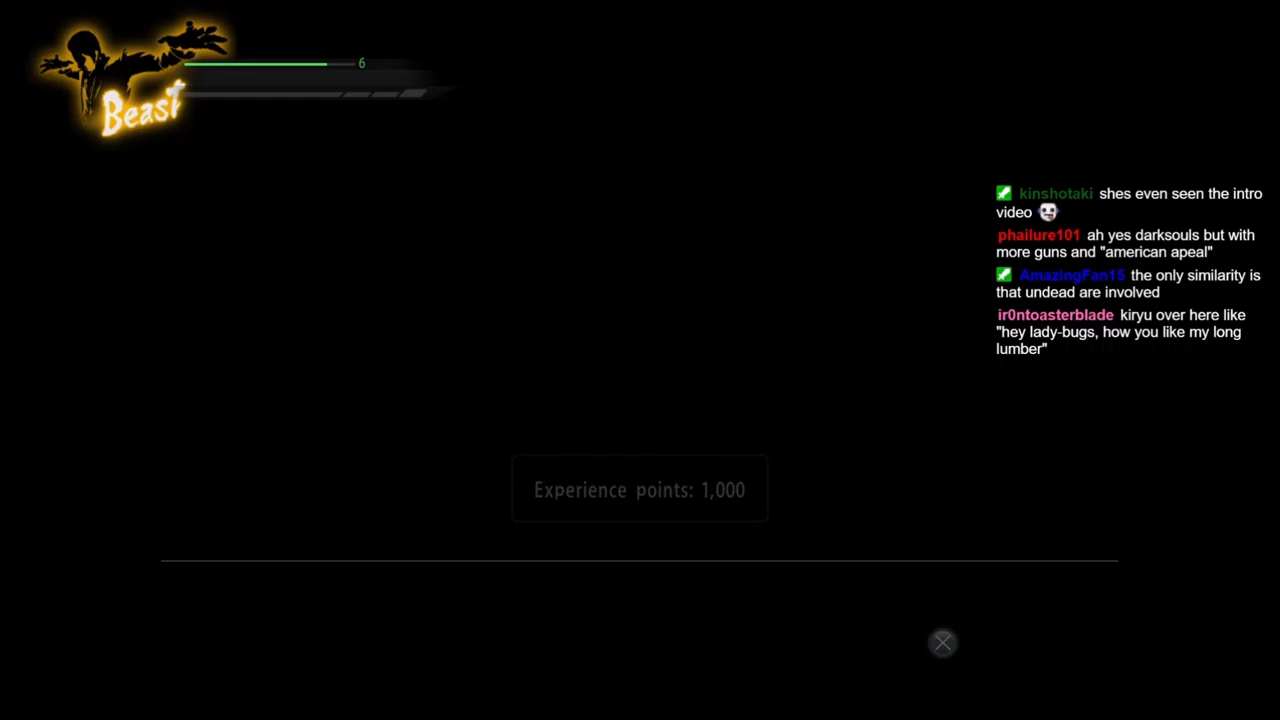 Beast
6
kinshotaki shes even seen the intro
video
phailure101 ah yes darksouls but with
more guns and "american apeal"
AmazingFan15 the only similarity is
that undead are involved
ir0ntoasterblade kiryu over here like
"hey lady-bugs, how you like my long
lumber"
Experience points: 1,000